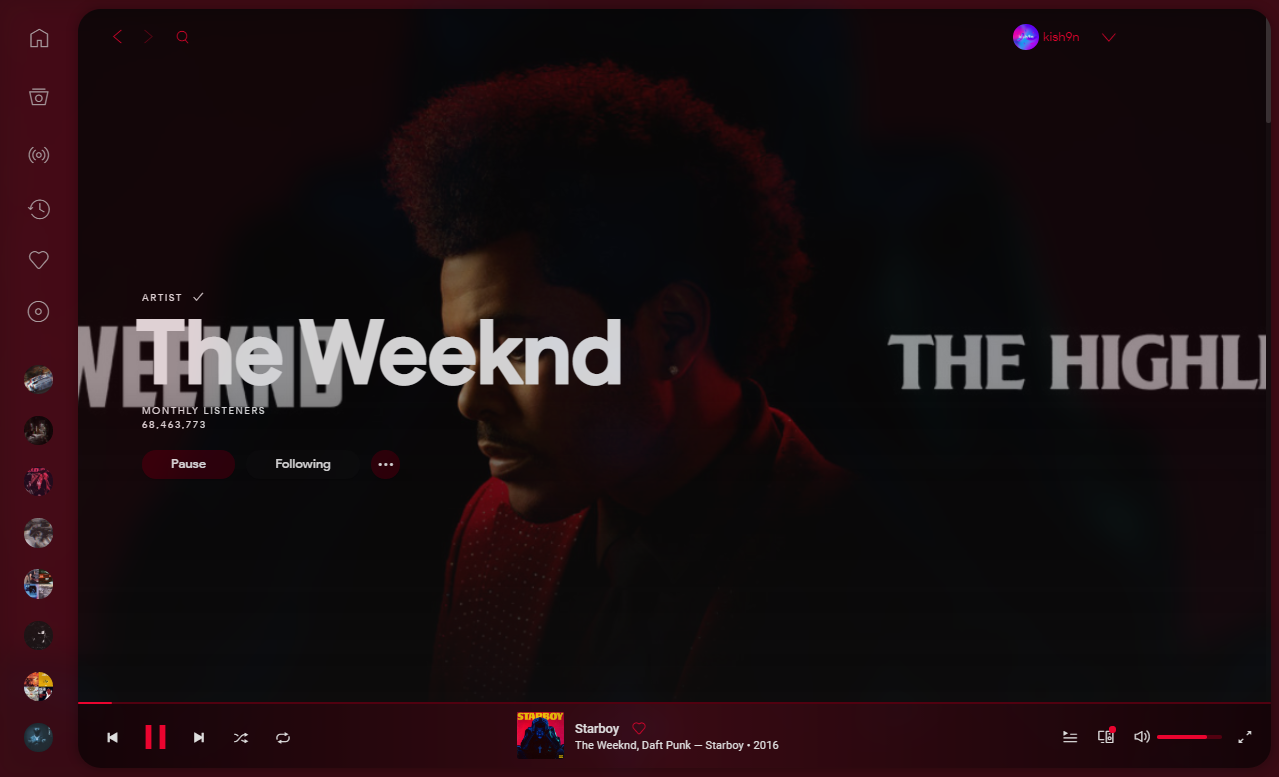 kish9n
ARTIST
The Weeknd
WEEKND
THE HIGHLI
MONTHLY LISTENERS
68,463,773
Pause
Following
STARBOY
Starboy
The Weeknd, Daft Punk — Starboy • 2016